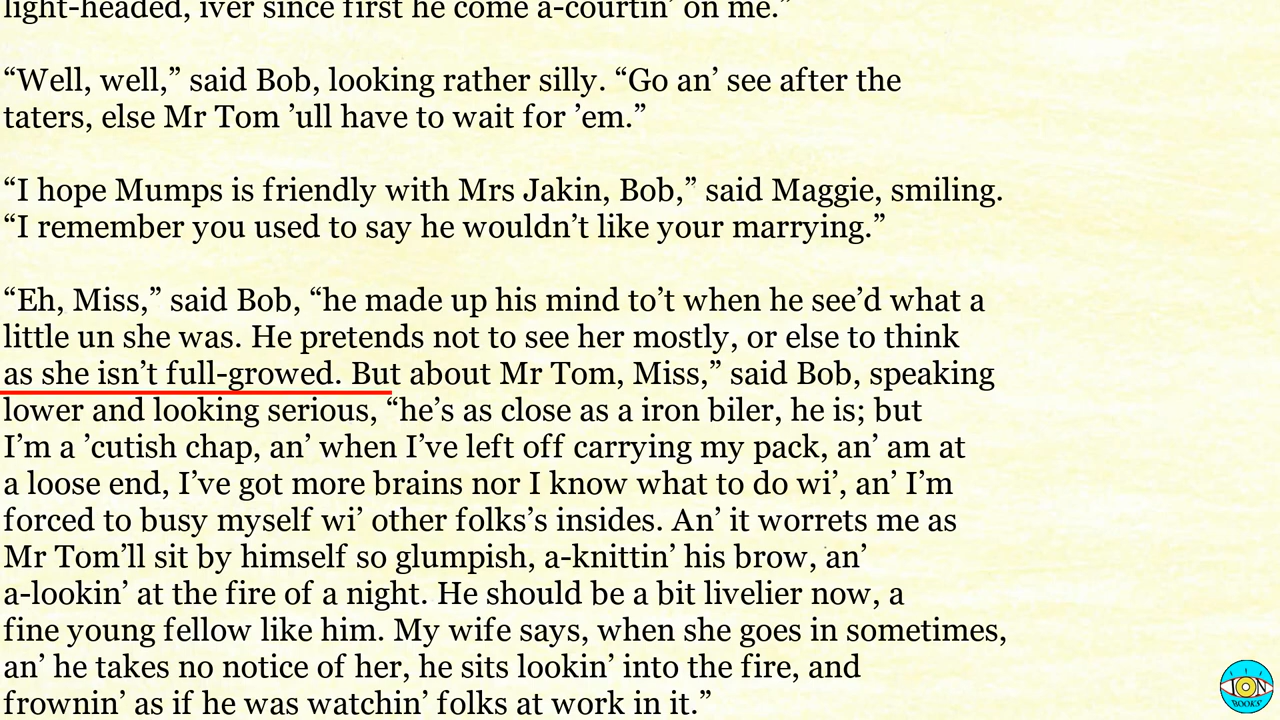 light-headed, iver since first he come a-courtin’ on me.”
“Well, well,” said Bob, looking rather silly. “Go an’ see after the
taters, else Mr Tom ’ull have to wait for ’em.”
“I hope Mumps is friendly with Mrs Jakin, Bob,” said Maggie, smiling.
“I remember you used to say he wouldn’t like your marrying.”
“Eh, Miss,” said Bob, “he made up his mind to’t when he see’d what a
little un she was. He pretends not to see her mostly, or else to think
as she isn’t full-growed. But about Mr Tom, Miss,” said Bob, speaking
lower and looking serious, “he’s as close as a iron biler, he is; but
I’m a ’cutish chap, an’ when I’ve left off carrying my pack, an’ am at
a loose end, I’ve got more brains nor I know what to do wi’, an’ I’m
forced to busy myself wi’ other folks’s insides. An’ it worrets me as
Mr Tom’ll sit by himself so glumpish, a-knittin’ his brow, an’
a-lookin’ at the fire of a night. He should be a bit livelier now, a
fine young fellow like him. My wife says, when she goes in sometimes,
an’ he takes no notice of her, he sits lookin’ into the fire, and
frownin’ as if he was watchin’ folks at work in it.”
ION
BOOKS